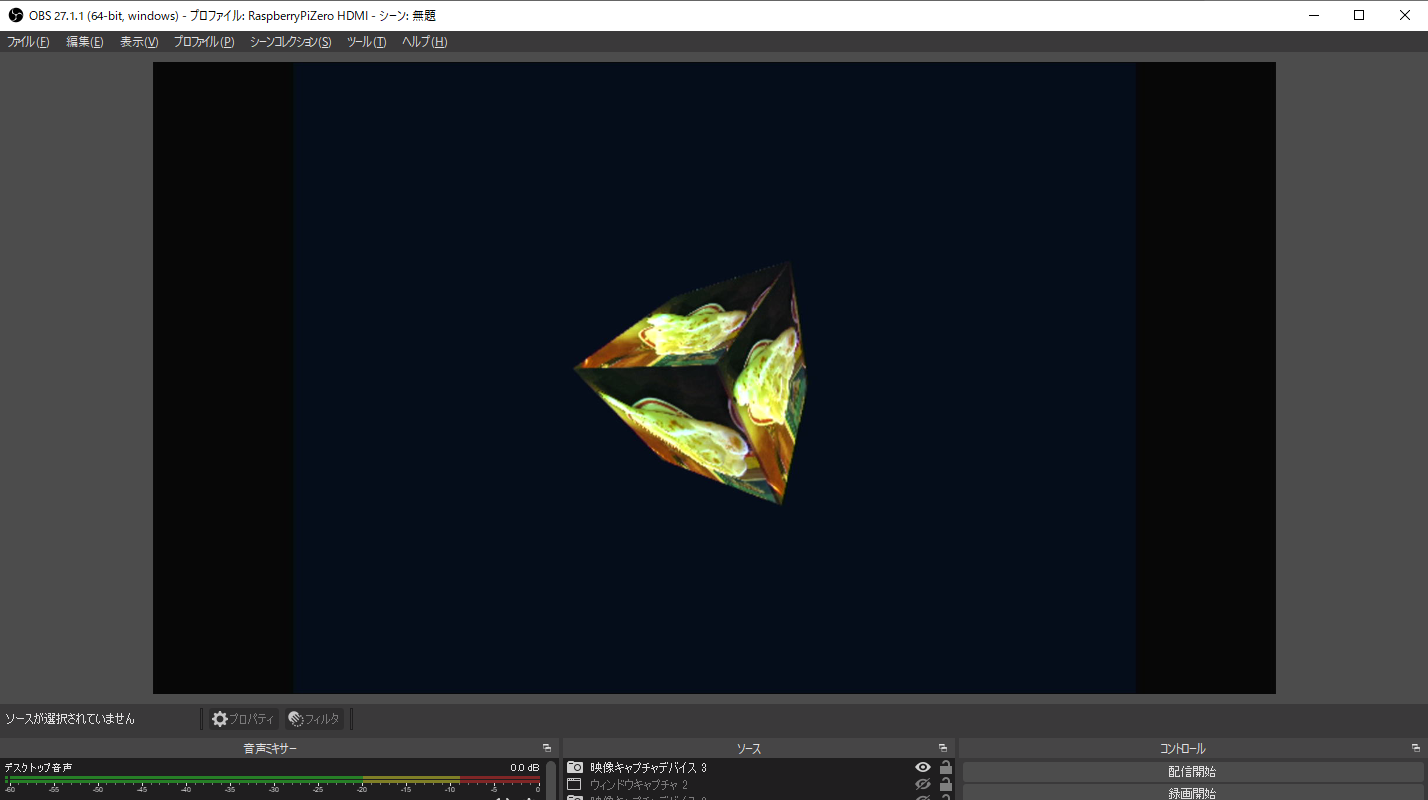 OBS 27.1.1 (64-bit, windows) - プロファイル: RaspberryPiZero HDMI - シーン: 無題
ファイル(F) 編集(E) 表示(V) プロファイル(P) シーンコレクション(S) ツール(T) ヘルプ(H)
ソースが選択されていません プロパティ フィルタ
音声ミキサー ソース コントロール
デスクトップ音声 0.0 dB
-60 -55 -50 -45 -40 -35 -30 -25 -20 -15 -10 -5 0
映像キャプチャデバイス 3
ウィンドウキャプチャ 2
配信開始
録画開始